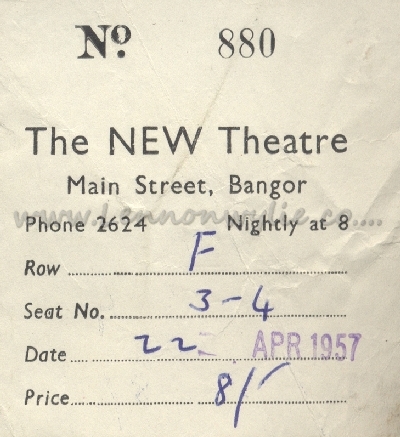 Nº 880
The NEW Theatre
Main Street, Bangor
Phone 2624 Nightly at 8
Row F
Seat No. 3-4
Date 22 APR 1957
Price 8/-